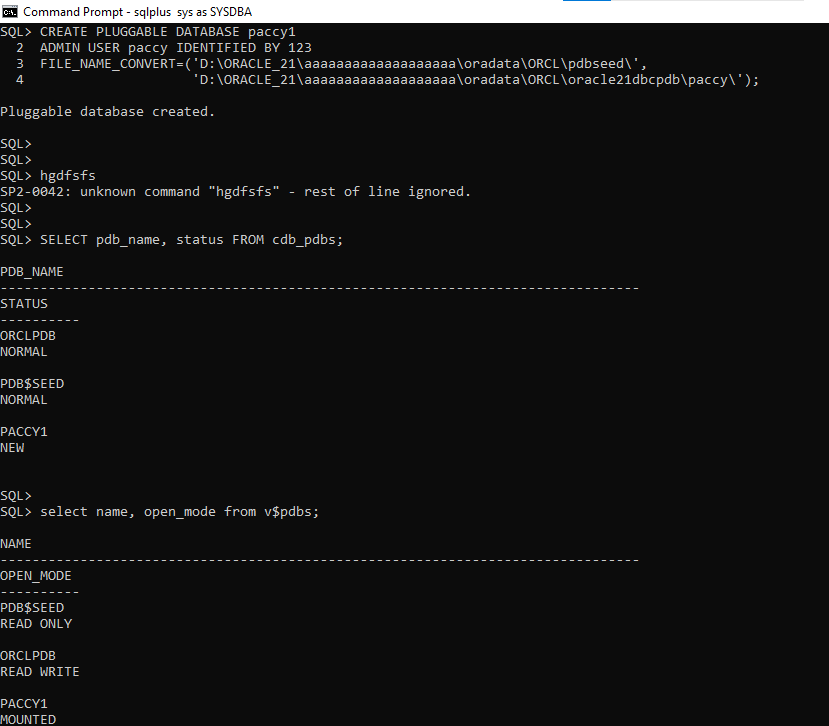 Command Prompt - sqlplus sys as SYSDBA
SQL> CREATE PLUGGABLE DATABASE paccy1
  2  ADMIN USER paccy IDENTIFIED BY 123
  3  FILE_NAME_CONVERT=('D:\ORACLE_21\aaaaaaaaaaaaaaaaaaa\oradata\ORCL\pdbseed\',
  4                     'D:\ORACLE_21\aaaaaaaaaaaaaaaaaaa\oradata\ORCL\oracle21dbcpdb\paccy\');
Pluggable database created.
SQL>
SQL>
SQL> hgdfsfs
SP2-0042: unknown command "hgdfsfs" - rest of line ignored.
SQL>
SQL>
SQL> SELECT pdb_name, status FROM cdb_pdbs;
PDB_NAME
--------------------------------------------------------------------------------
STATUS
----------
ORCLPDB
NORMAL
PDB$SEED
NORMAL
PACCY1
NEW
SQL>
SQL> select name, open_mode from v$pdbs;
NAME
--------------------------------------------------------------------------------
OPEN_MODE
----------
PDB$SEED
READ ONLY
ORCLPDB
READ WRITE
PACCY1
MOUNTED